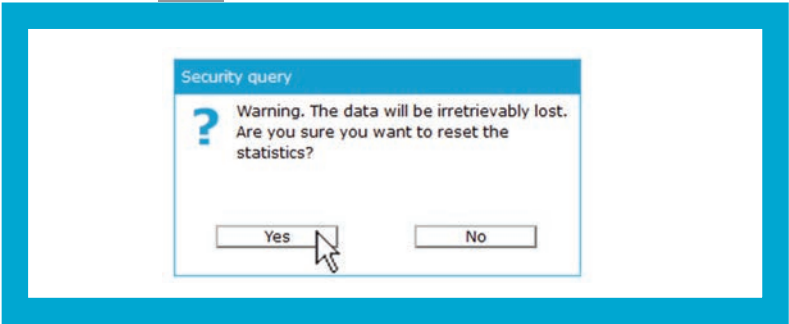 Security query
Warning. The data will be irretrievably lost.
Are you sure you want to reset the
statistics?
Yes
No